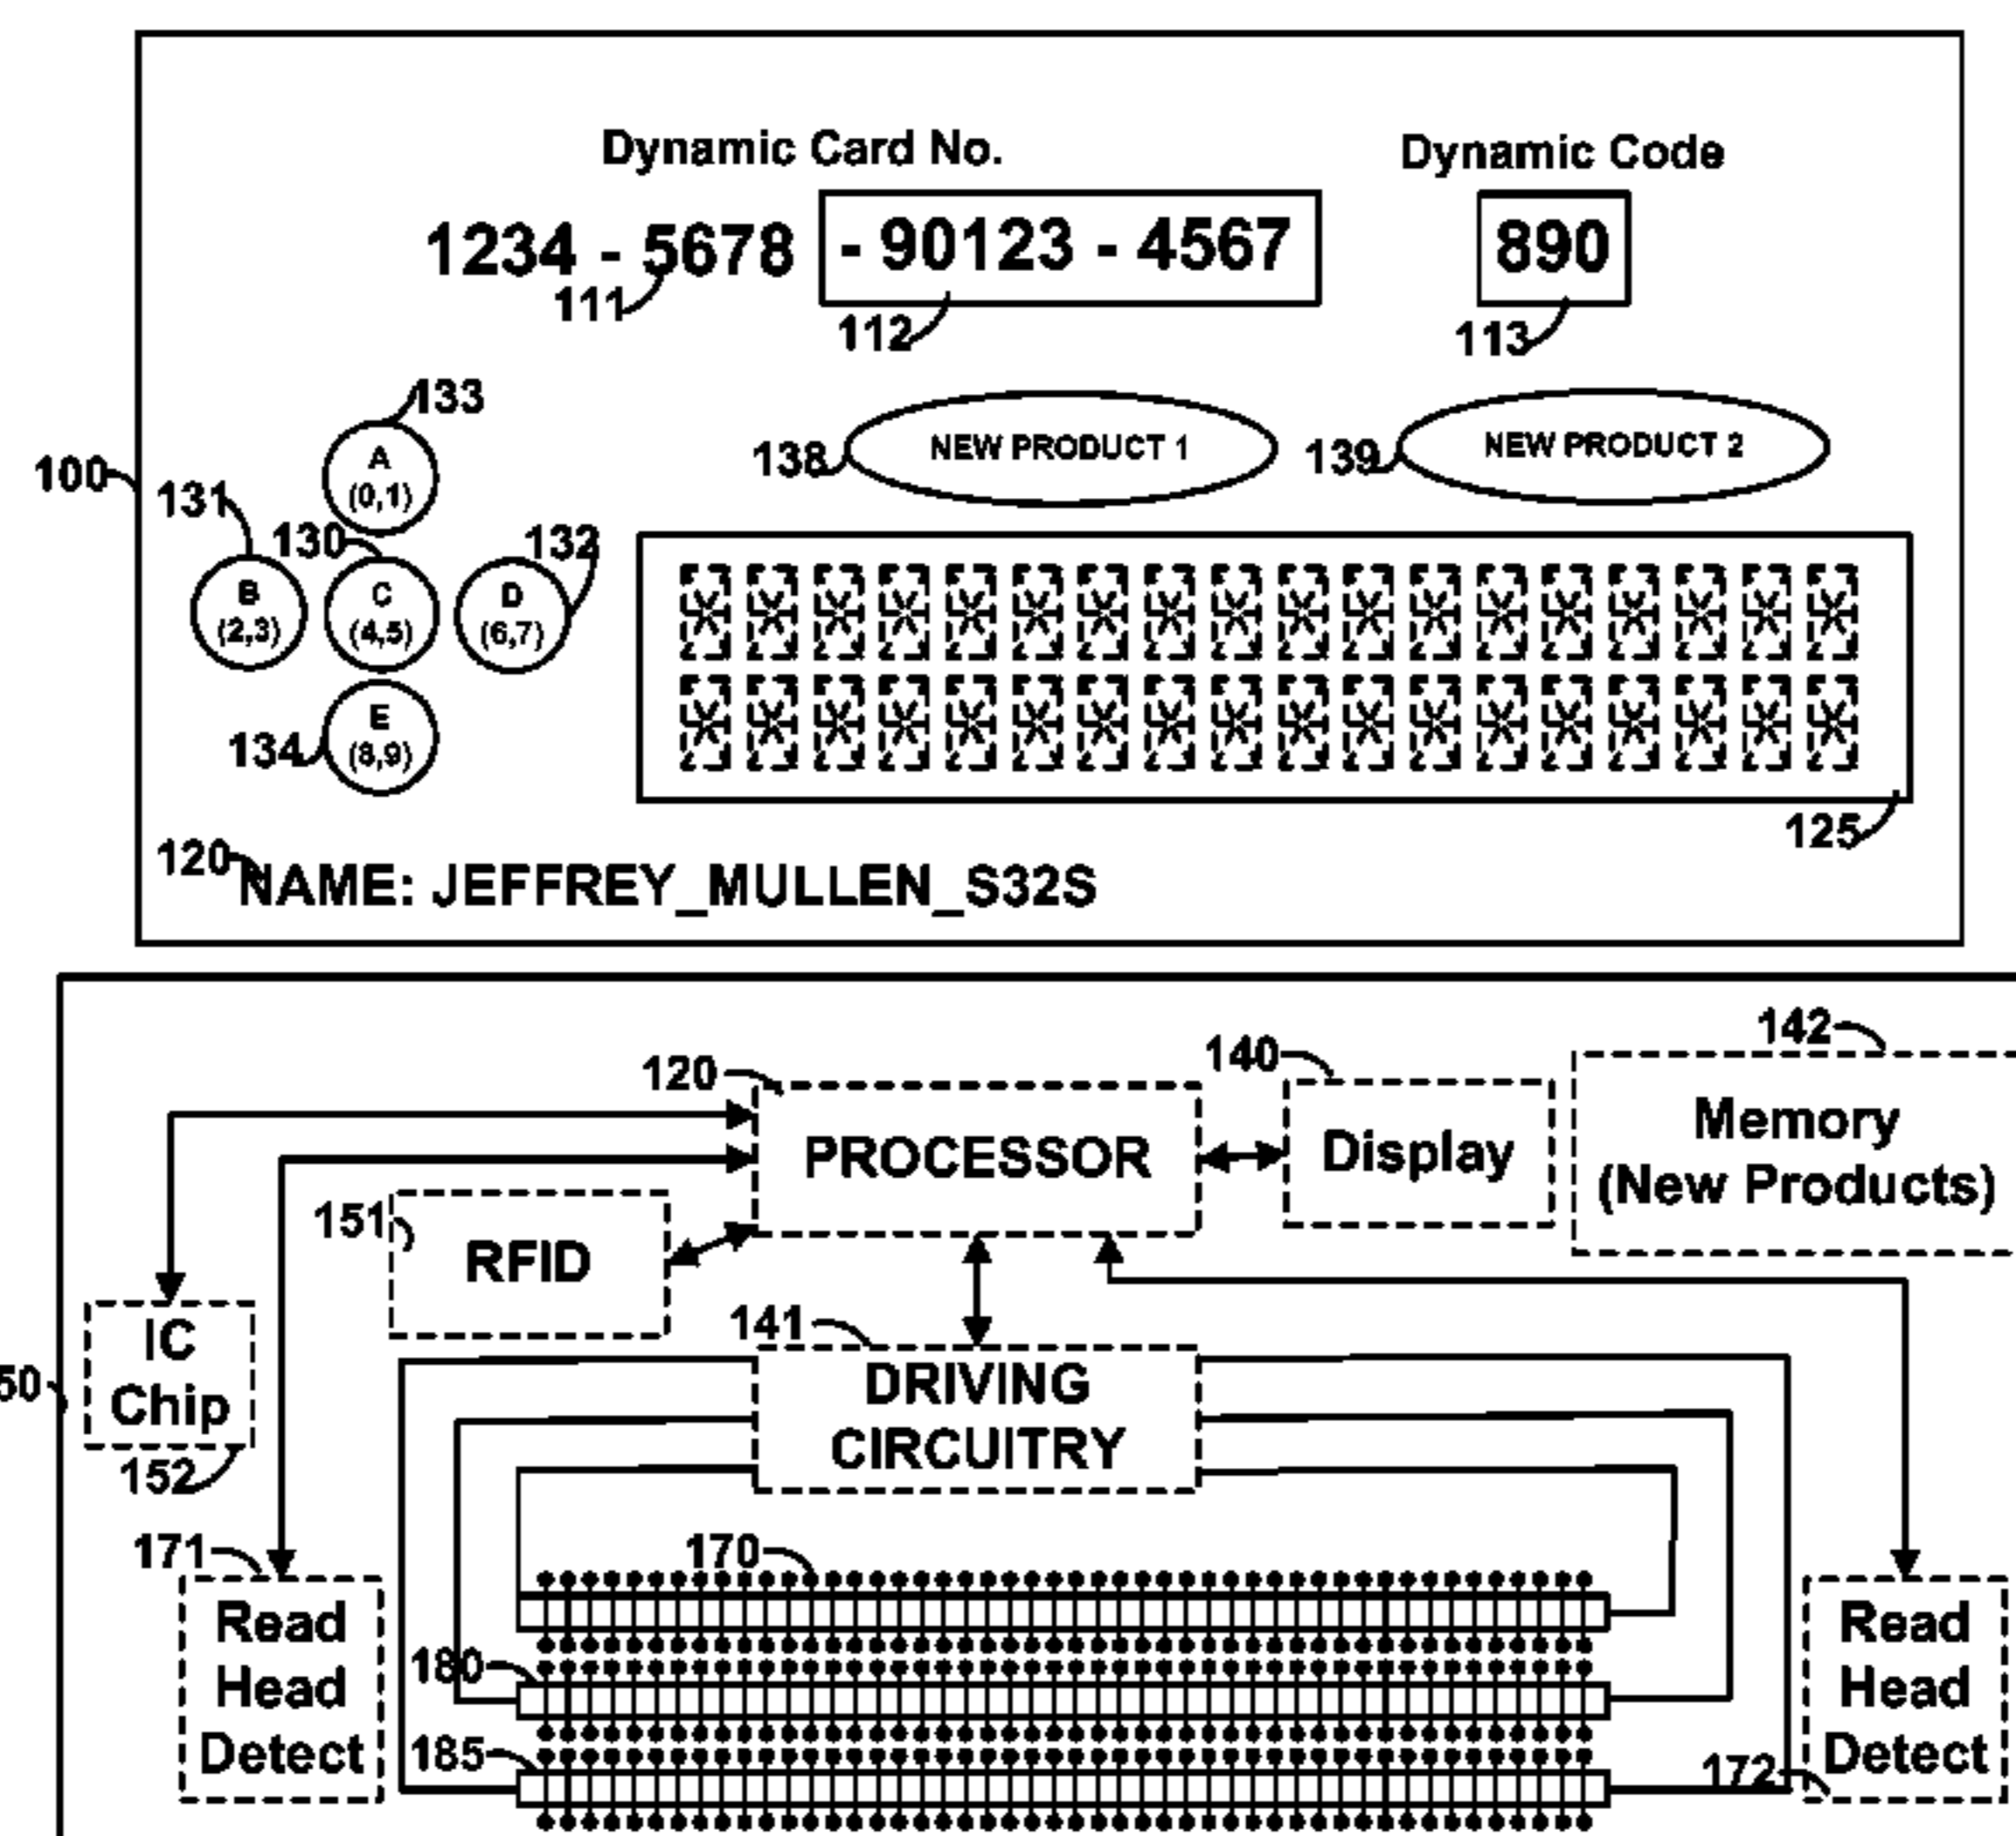 Dynamic Card No. Dynamic Code
1234 - 5678 - 90123 - 4567 890
111 112 113
133
A
(0,1)
138 NEW PRODUCT 1 139 NEW PRODUCT 2
100
131 130 132
B
(2,3)
C
(4,5)
D
(6,7)
134
E
(8,9)
125
120 NAME: JEFFREY_MULLEN_S32S
142
120 140
PROCESSOR
Display
Memory
(New Products)
151
RFID
141
DRIVING
CIRCUITRY
IC
Chip
152
50
171 170
Read
Head
Detect
180
185
Read
Head
Detect
172